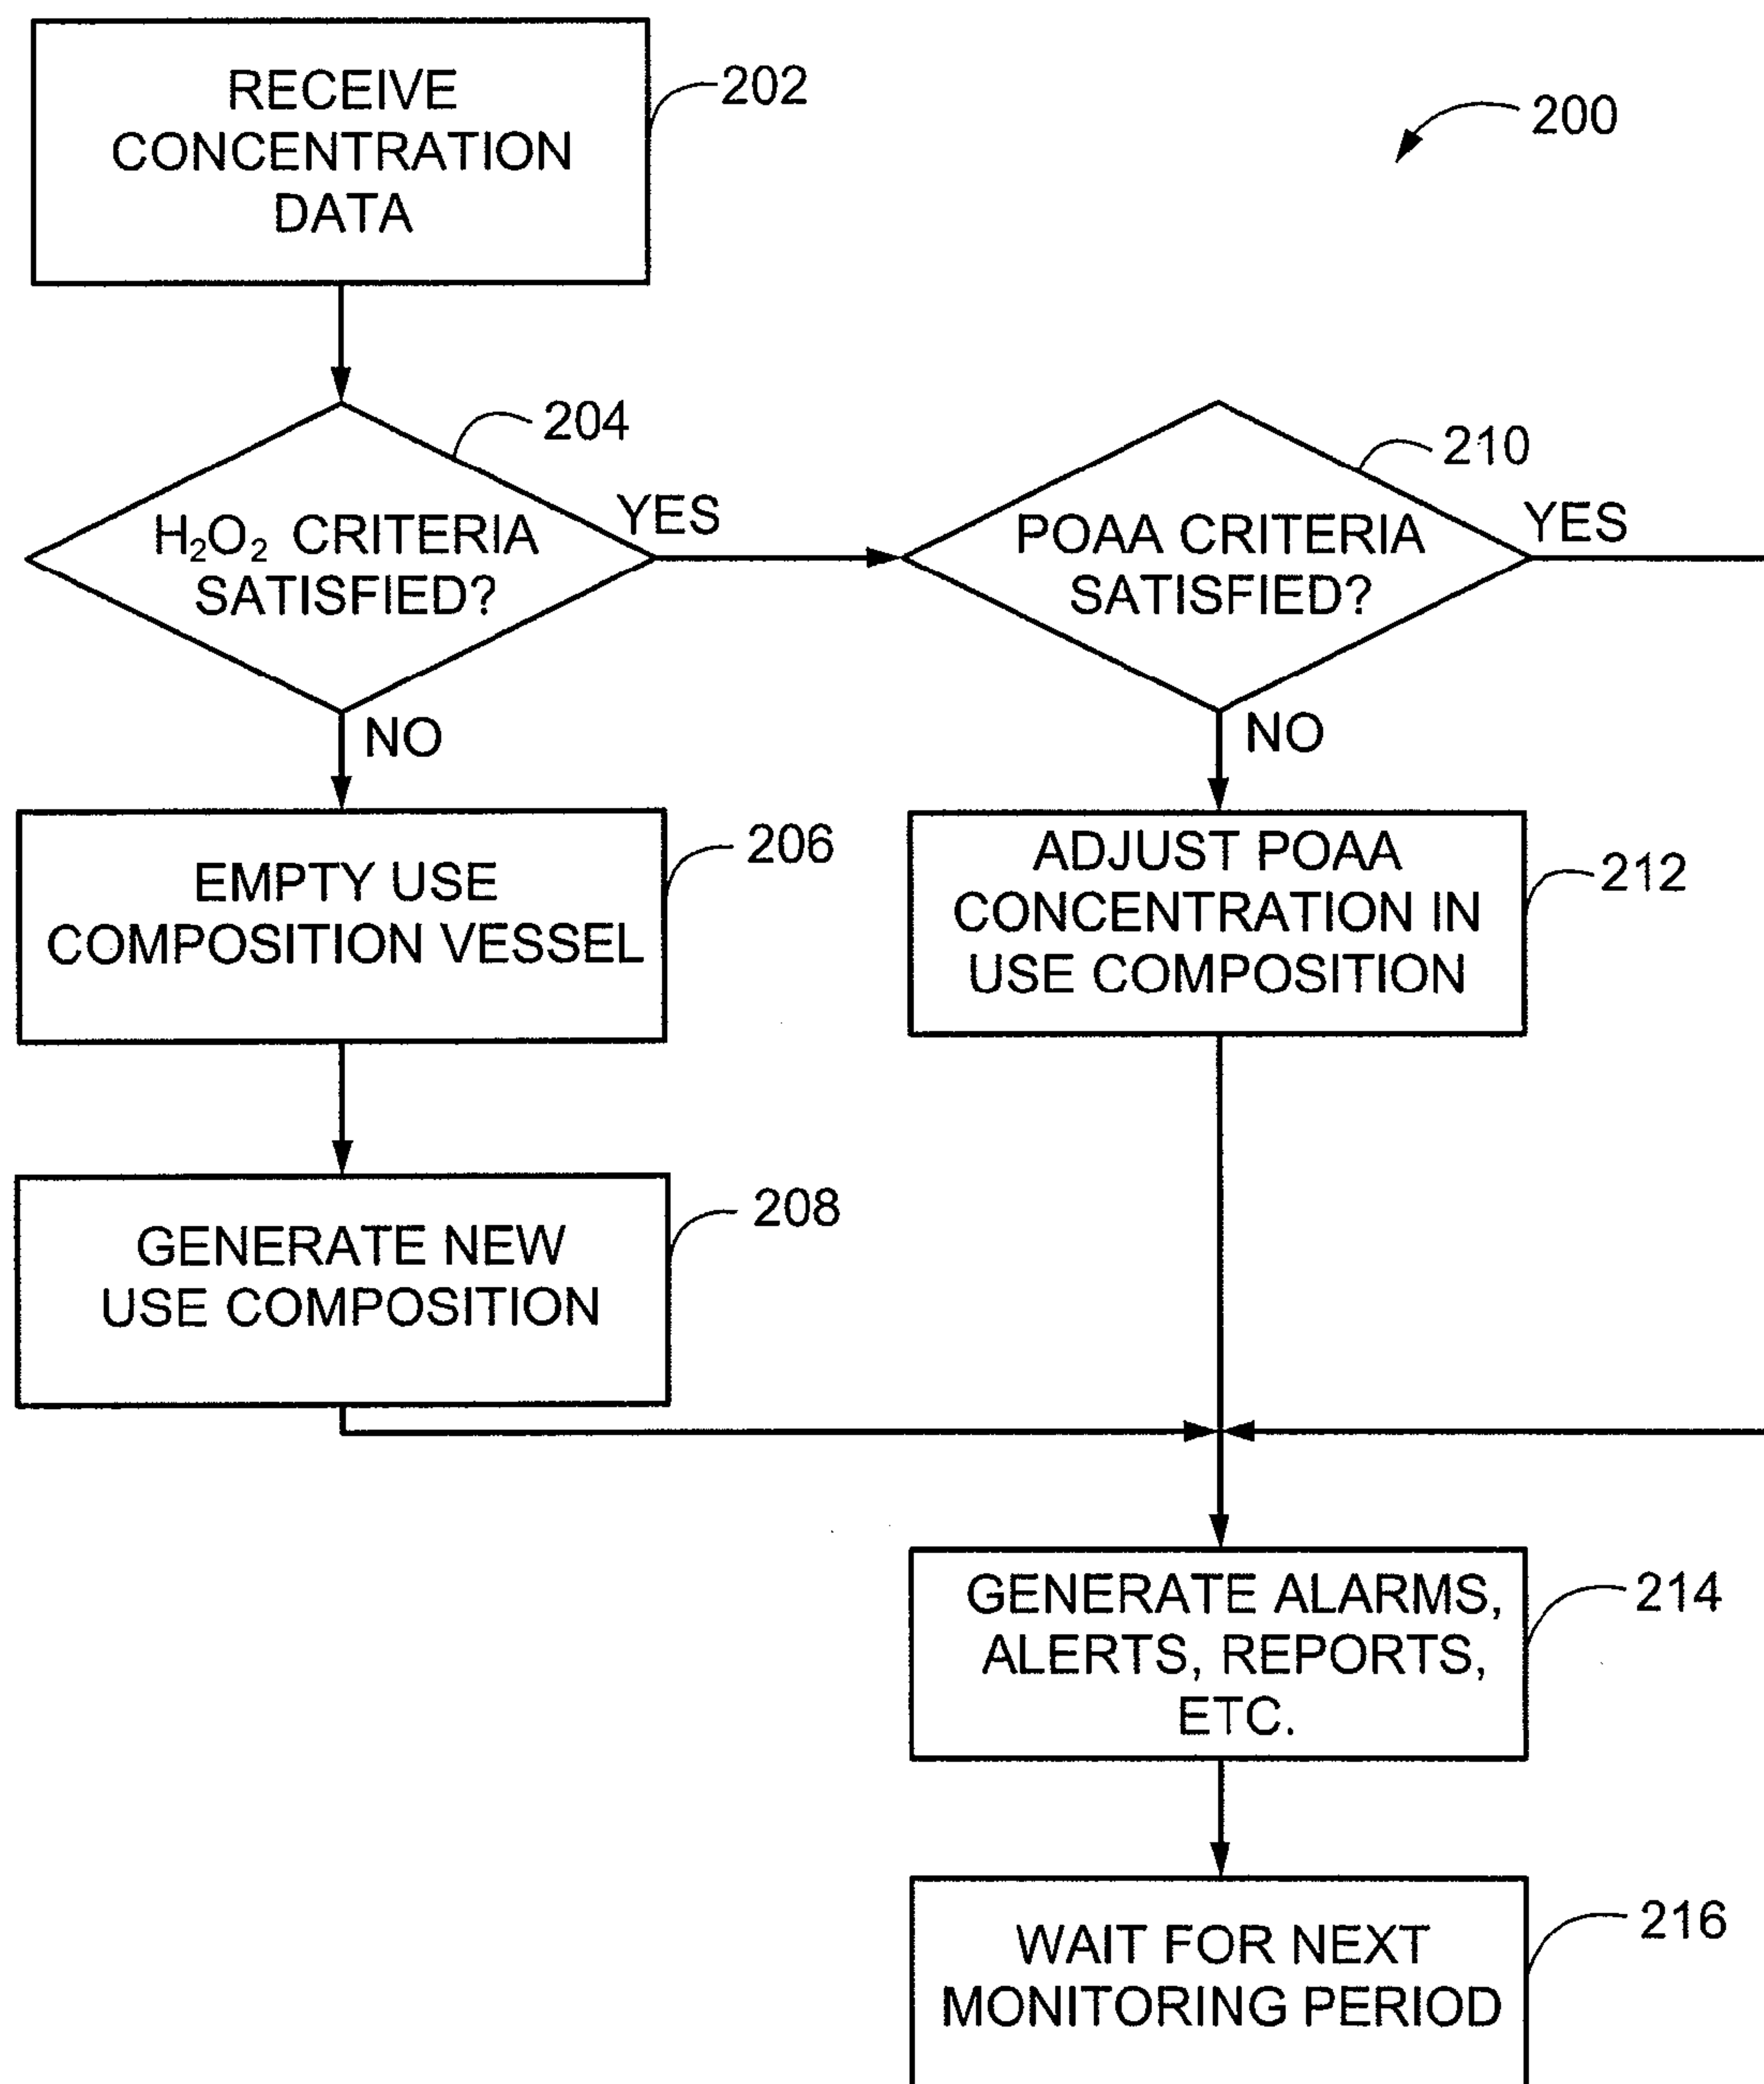 RECEIVE
CONCENTRATION
DATA
202
200
204
H₂O₂ CRITERIA
SATISFIED?
YES
NO
210
POAA CRITERIA
SATISFIED?
YES
NO
206
EMPTY USE
COMPOSITION VESSEL
ADJUST POAA
CONCENTRATION IN
USE COMPOSITION
212
208
GENERATE NEW
USE COMPOSITION
GENERATE ALARMS,
ALERTS, REPORTS,
ETC.
214
WAIT FOR NEXT
MONITORING PERIOD
216